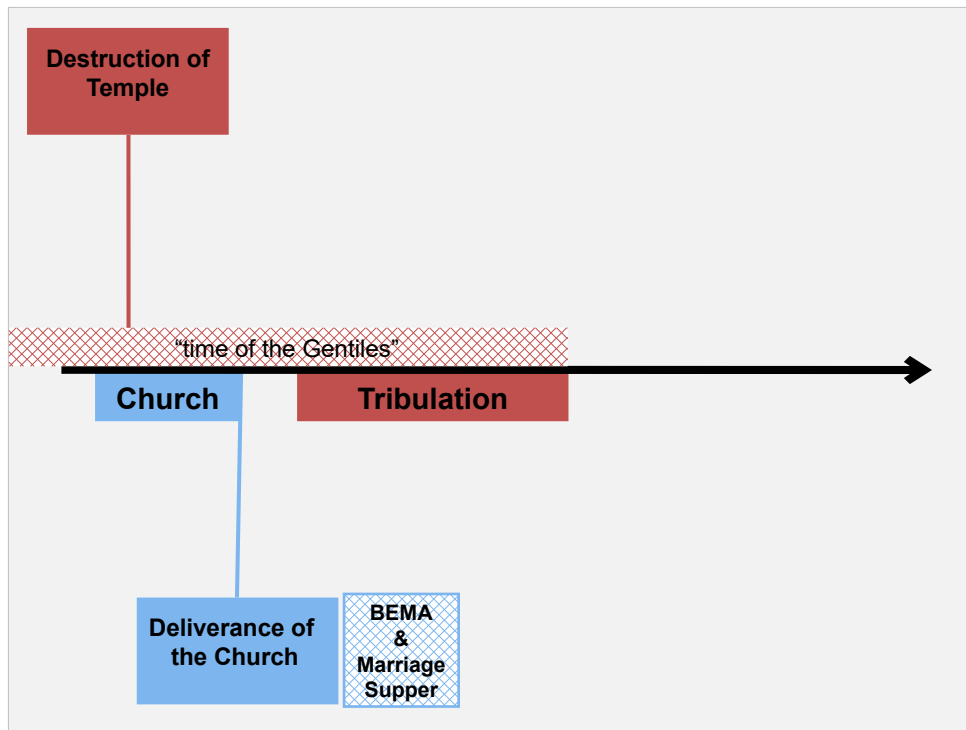 Destruction of
Temple
“time of the Gentiles”
Church
Tribulation
Deliverance of
the Church
BEMA
&
Marriage
Supper